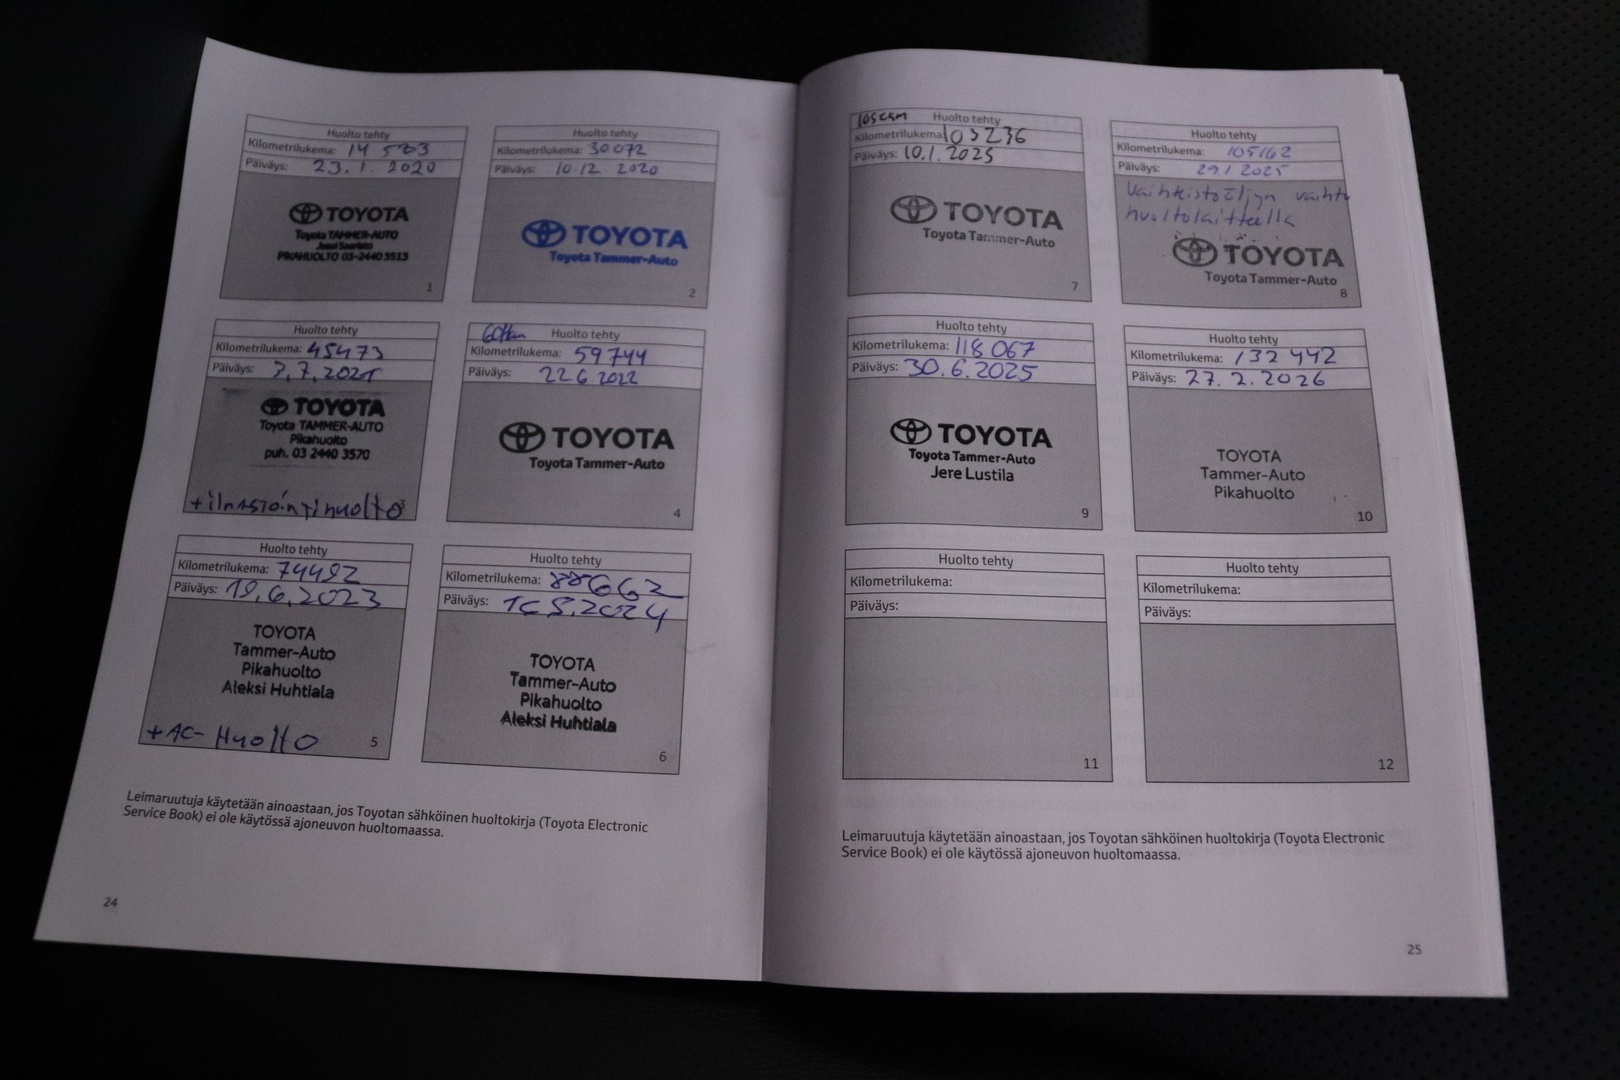 Huolto tehty
Kilometrilukema: 14 583
Päiväys: 23.1.2020
TOYOTA
Toyota TAMMER-AUTO
PIKAHUOLTO 03-2440 3513
1
Huolto tehty
Kilometrilukema: 30072
Päiväys: 10.12.2020
TOYOTA
Toyota Tammer-Auto
2
Huolto tehty
Kilometrilukema: 45473
Päiväys: 7.2021
TOYOTA
Toyota TAMMER-AUTO
Pikahuolto
puh. 03 2440 3570
+ilmastointihuolto
3
Huolto tehty
Kilometrilukema: 59744
Päiväys: 22.6.2022
TOYOTA
Toyota Tammer-Auto
4
Huolto tehty
Kilometrilukema: 74492
Päiväys: 19.6.2023
TOYOTA
Tammer-Auto
Pikahuolto
Aleksi Huhtiala
+AC-Huolto
5
Huolto tehty
Kilometrilukema: 88662
Päiväys: 5.2024
TOYOTA
Tammer-Auto
Pikahuolto
Aleksi Huhtiala
6
Leimaruutuja käytetään ainoastaan, jos Toyotan sähköinen huoltokirja (Toyota Electronic
Service Book) ei ole käytössä ajoneuvon huoltomaassa.
24
Huolto tehty
Kilometrilukema: 103236
Päiväys: 10.1.2025
TOYOTA
Toyota Tammer-Auto
7
Huolto tehty
Kilometrilukema: 105162
Päiväys: 29.1.2025
Vaihteistoöljyn vaihto
huoltolaitteella
TOYOTA
Toyota Tammer-Auto
8
Huolto tehty
Kilometrilukema: 118 067
Päiväys: 30.6.2025
TOYOTA
Toyota Tammer-Auto
Jere Lustila
9
Huolto tehty
Kilometrilukema: 132 442
Päiväys: 27.2.2026
TOYOTA
Tammer-Auto
Pikahuolto
10
Huolto tehty
Kilometrilukema:
Päiväys:
11
Huolto tehty
Kilometrilukema:
Päiväys:
12
Leimaruutuja käytetään ainoastaan, jos Toyotan sähköinen huoltokirja (Toyota Electronic
Service Book) ei ole käytössä ajoneuvon huoltomaassa.
25